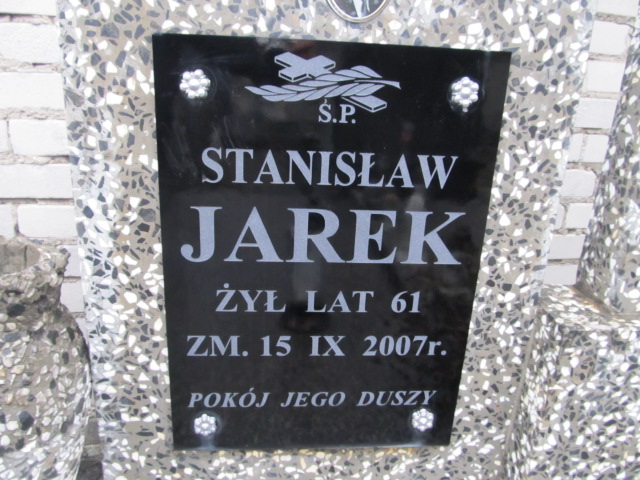 Ś.P.
STANISŁAW
JAREK
ŻYŁ LAT 61
ZM. 15 IX 2007r.
POKÓJ JEGO DUSZY